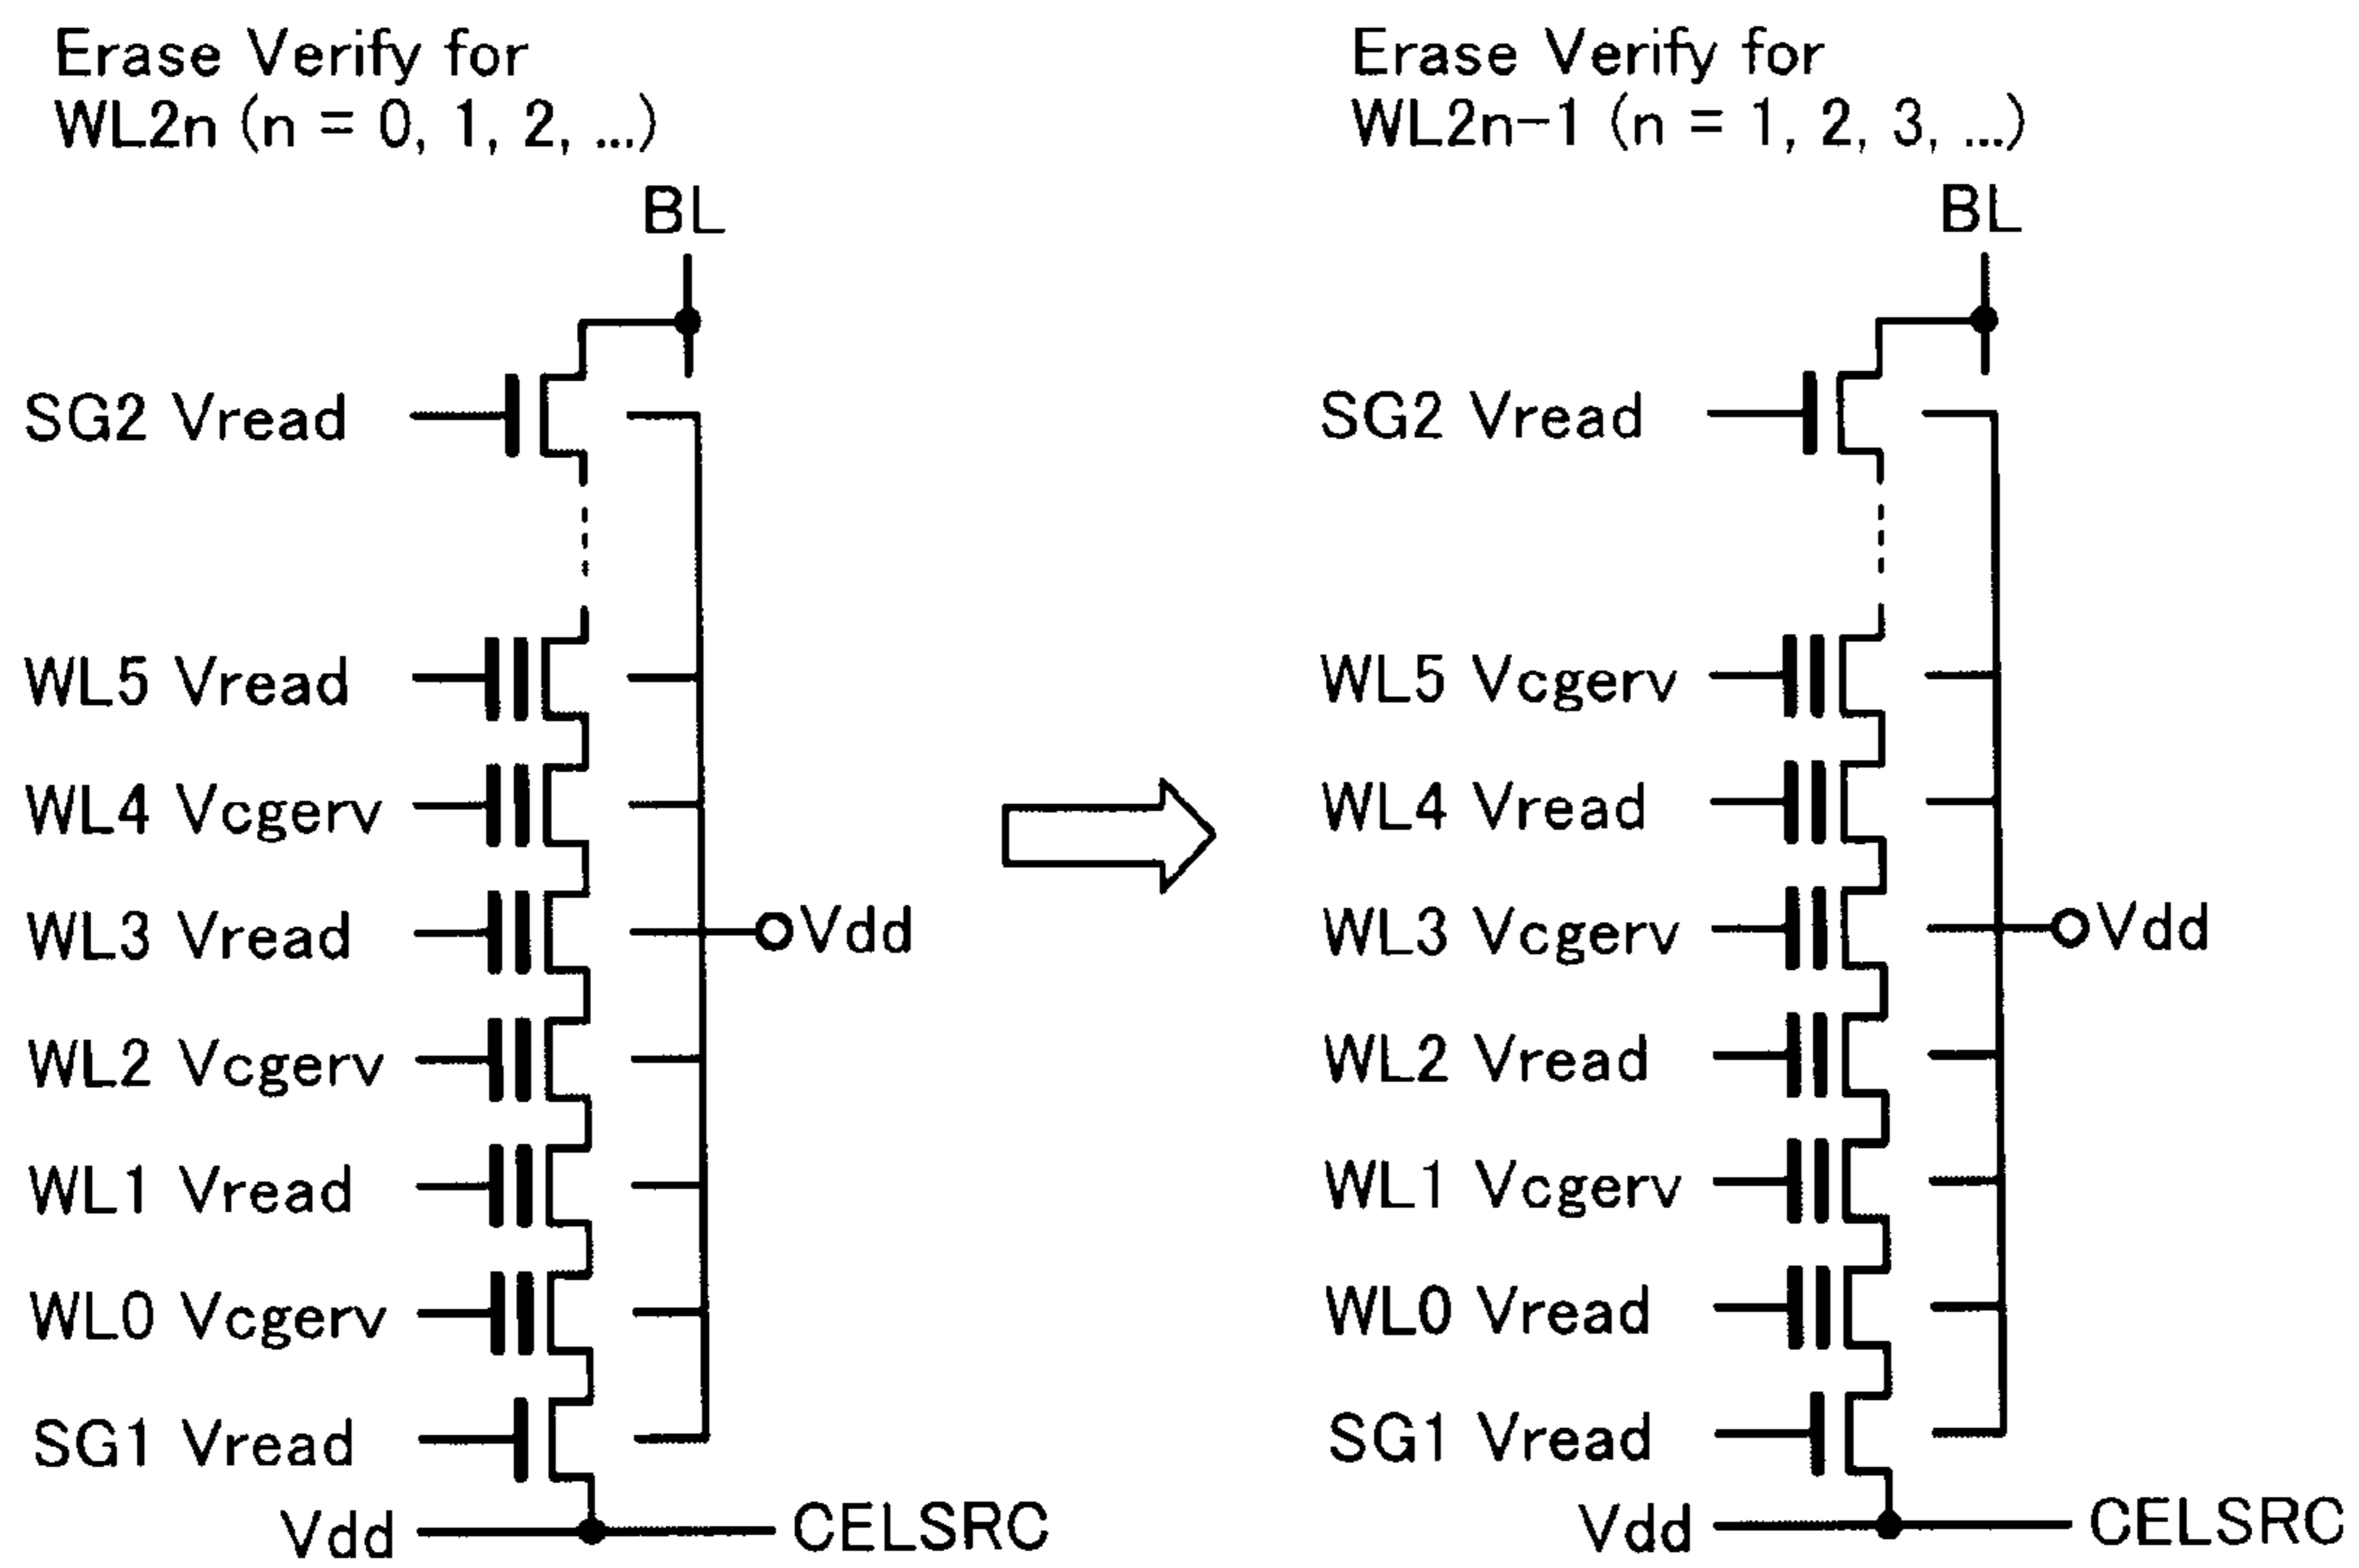 Erase Verify for
WL2n (n = 0, 1, 2, ...)
BL
SG2 Vread
WL5 Vread
WL4 Vcgerv
WL3 Vread
Vdd
WL2 Vcgerv
WL1 Vread
WL0 Vcgerv
SG1 Vread
Vdd
CELSRC
Erase Verify for
WL2n-1 (n = 1, 2, 3, ...)
BL
SG2 Vread
WL5 Vcgerv
WL4 Vread
WL3 Vcgerv
Vdd
WL2 Vread
WL1 Vcgerv
WL0 Vread
SG1 Vread
Vdd
CELSRC